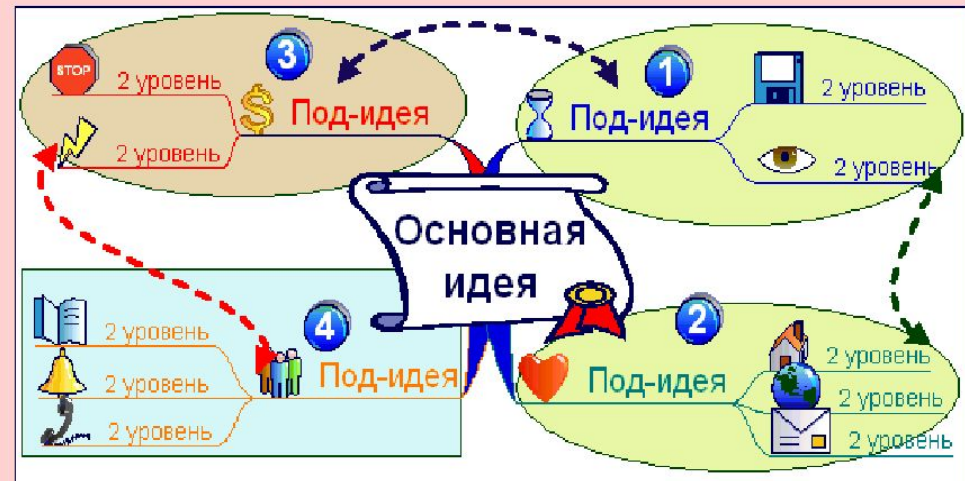 STOP
2 уровень
3
$
Под-идея
2 уровень
1
2 уровень
Под-идея
2 уровень
Основная
идея
4
2 уровень
Под-идея
2 уровень
2 уровень
2
2 уровень
Под-идея
2 уровень
2 уровень